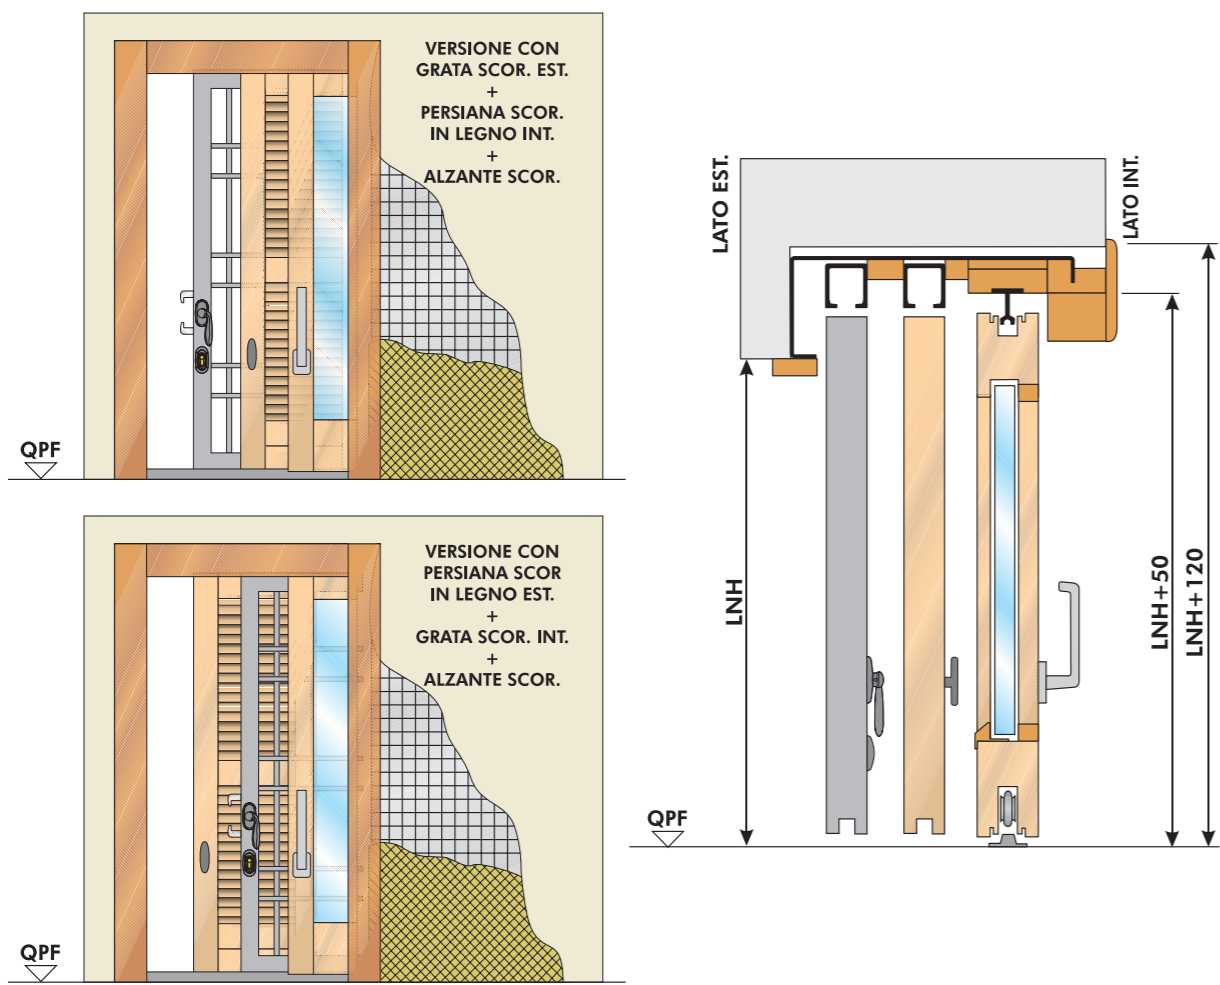 VERSIONE CON
GRATA SCOR. EST.
+
PERSIANA SCOR.
IN LEGNO INT.
+
ALZANTE SCOR.
QPF
VERSIONE CON
PERSIANA SCOR
IN LEGNO EST.
+
GRATA SCOR. INT.
+
ALZANTE SCOR.
QPF
LATO EST.
LATO INT.
LNH
LNH+50
LNH+120
QPF